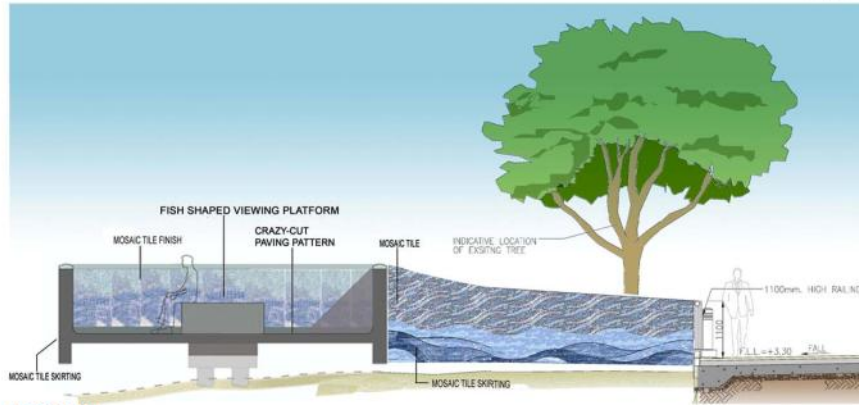 FISH SHAPED VIEWING PLATFORM
CRAZY-CUT
PAVING PATTERN
MOSAIC TILE FINISH
MOSAIC TILE
INDICATIVE LOCATION
OF EXSITNG TREE
1100mm. HIGH RAILING
1100
F.F.L.=+3.30
FALL
MOSAIC TILE SKIRTING
MOSAIC TILE SKIRTING